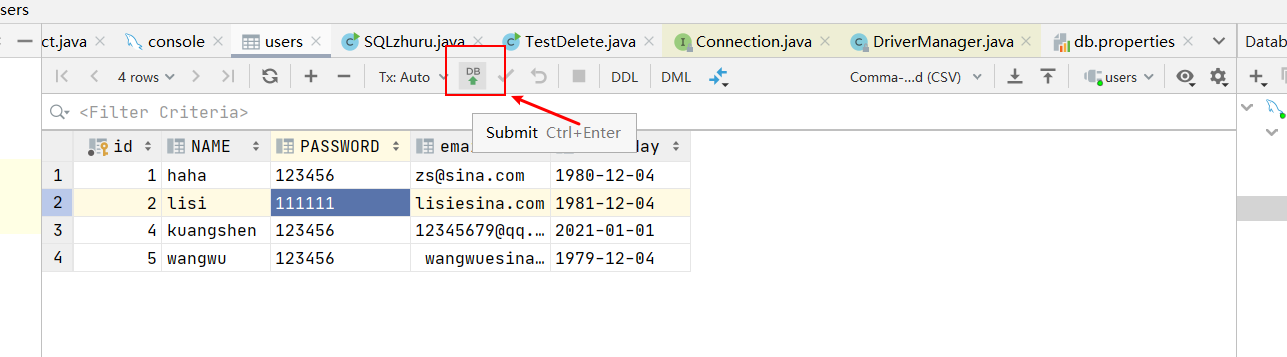 sers
ct.java console users SQLzhuru.java TestDelete.java Connection.java DriverManager.java db.properties Datab
4 rows Tx: Auto DB DDL DML Comma-...d (CSV) users
<Filter Criteria>
Submit Ctrl+Enter
id NAME PASSWORD ema lay
1 1 haha 123456 zs@sina.com 1980-12-04
2 2 lisi 111111 lisiesina.com 1981-12-04
3 4 kuangshen 123456 12345679@qq.… 2021-01-01
4 5 wangwu 123456 wangwuesina… 1979-12-04